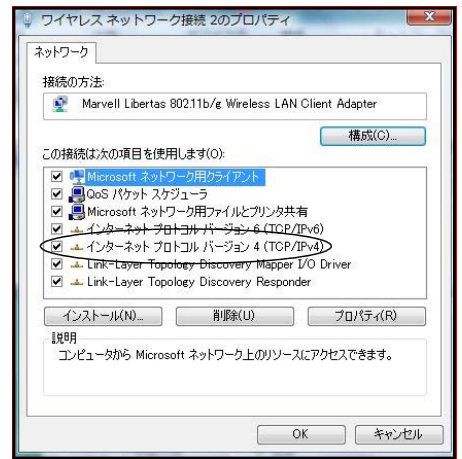 ワイヤレス ネットワーク接続 2のプロパティ
ネットワーク
接続の方法:
Marvell Libertas 802.11b/g Wireless LAN Client Adapter
構成(C)...
この接続は次の項目を使用します(O):
Microsoft ネットワーク用クライアント
QoS パケット スケジューラ
Microsoft ネットワーク用ファイルとプリンタ共有
インターネット プロトコル バージョン 6 (TCP/IPv6)
インターネット プロトコル バージョン 4 (TCP/IPv4)
Link-Layer Topology Discovery Mapper I/O Driver
Link-Layer Topology Discovery Responder
インストール(N)... 削除(U) プロパティ(R)
説明
コンピュータから Microsoft ネットワーク上のリソースにアクセスできます。
OK キャンセル